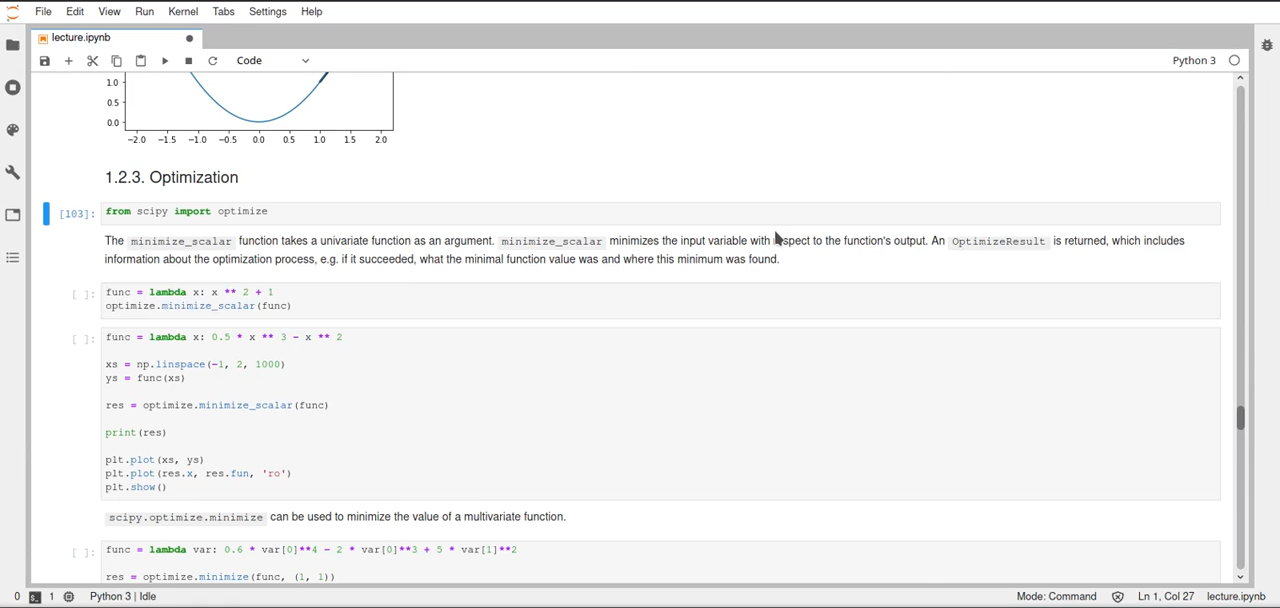 File Edit View Run Kernel Tabs Settings Help
lecture.ipynb
Code
Python 3
1.0
0.5
0.0
−2.0 −1.5 −1.0 −0.5 0.0 0.5 1.0 1.5 2.0
1.2.3. Optimization
[103]: from scipy import optimize
The minimize_scalar function takes a univariate function as an argument. minimize_scalar minimizes the input variable with respect to the function's output. An OptimizeResult is returned, which includes
information about the optimization process, e.g. if it succeeded, what the minimal function value was and where this minimum was found.
[ ]: func = lambda x: x ** 2 + 1
optimize.minimize_scalar(func)
[ ]: func = lambda x: 0.5 * x ** 3 - x ** 2
xs = np.linspace(-1, 2, 1000)
ys = func(xs)
res = optimize.minimize_scalar(func)
print(res)
plt.plot(xs, ys)
plt.plot(res.x, res.fun, 'ro')
plt.show()
scipy.optimize.minimize can be used to minimize the value of a multivariate function.
[ ]: func = lambda var: 0.6 * var[0]**4 - 2 * var[0]**3 + 5 * var[1]**2
res = optimize.minimize(func, (1, 1))
0 1 Python 3 | Idle Mode: Command Ln 1, Col 27 lecture.ipynb